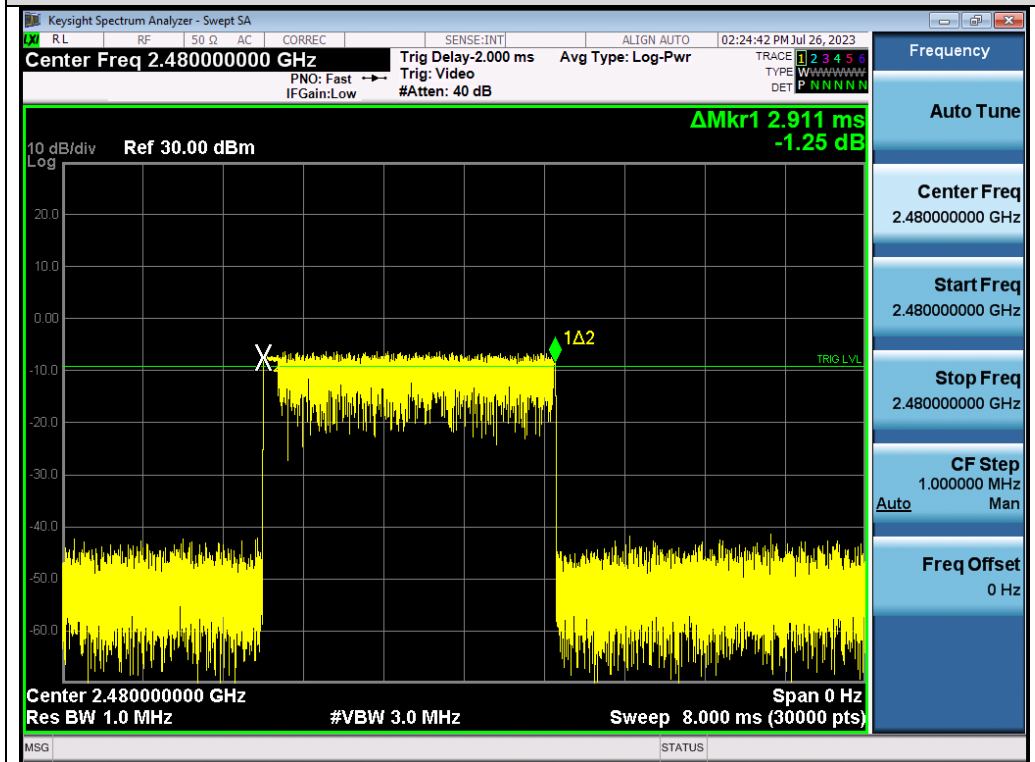 Keysight Spectrum Analyzer - Swept SA
LXI RL RF 50 Ω AC CORREC SENSE:INT ALIGN AUTO 02:24:42 PM Jul 26, 2023
Center Freq 2.480000000 GHz
PNO: Fast
IFGain:Low
Trig Delay-2.000 ms
Trig: Video
#Atten: 40 dB
Avg Type: Log-Pwr
TRACE 1 2 3 4 5 6
TYPE WWWWWW
DET P N N N N N
ΔMkr1 2.911 ms
-1.25 dB
10 dB/div Ref 30.00 dBm
Log
20.0
10.0
0.00
1Δ2
TRIG LVL
-10.0
-20.0
-30.0
-40.0
-50.0
-60.0
Center 2.480000000 GHz Span 0 Hz
Res BW 1.0 MHz #VBW 3.0 MHz Sweep 8.000 ms (30000 pts)
MSG STATUS
Frequency
Auto Tune
Center Freq
2.480000000 GHz
Start Freq
2.480000000 GHz
Stop Freq
2.480000000 GHz
CF Step
1.000000 MHz
Auto Man
Freq Offset
0 Hz